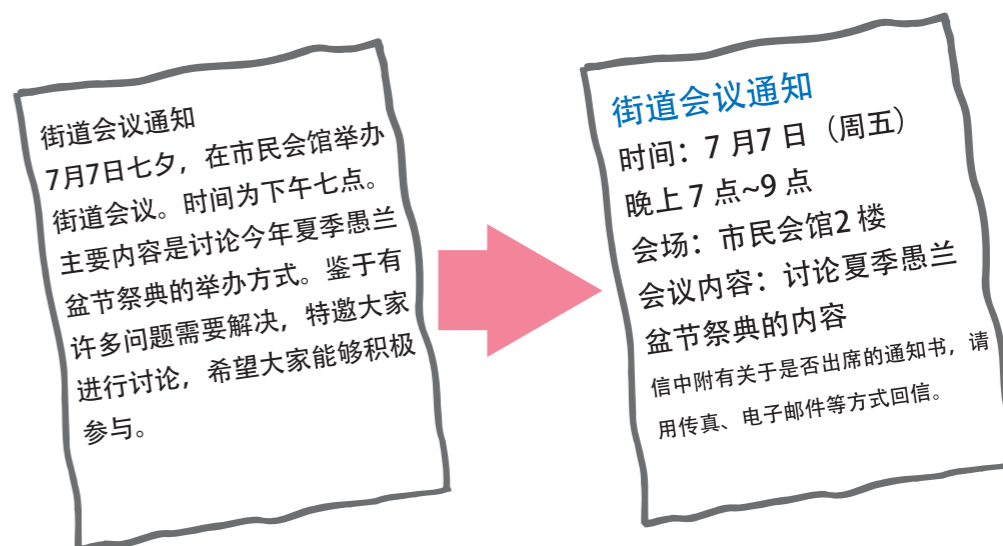 街道会议通知
7月7日七夕，在市民会馆举办
街道会议。时间为下午七点。
主要内容是讨论今年夏季愚兰
盆节祭典的举办方式。鉴于有
许多问题需要解决，特邀大家
进行讨论，希望大家能够积极
参与。
街道会议通知
时间：7 月7 日（周五）
晚上 7 点~9 点
会场：市民会馆2 楼
会议内容：讨论夏季愚兰
盆节祭典的内容
信中附有关于是否出席的通知书，请
用传真、电子邮件等方式回信。